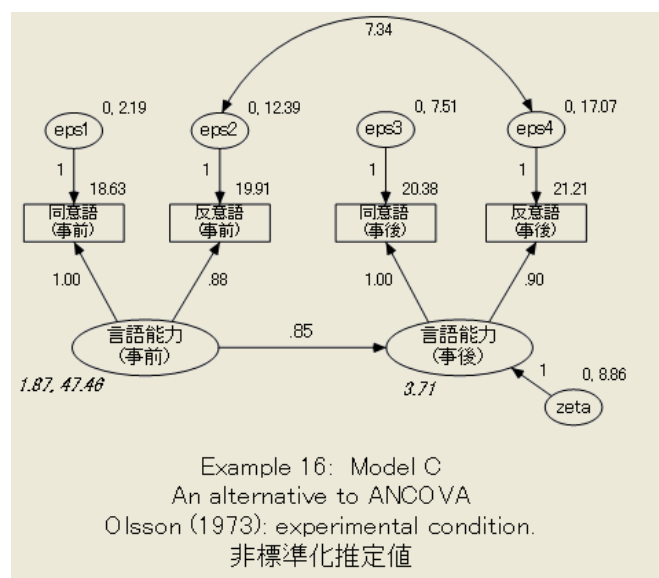 7.34
0, 2.19
0, 12.39
0, 7.51
0, 17.07
eps1
eps2
eps3
eps4
1
1
1
1
18.63
19.91
20.38
21.21
同意語
(事前)
反意語
(事前)
同意語
(事後)
反意語
(事後)
1.00
.88
1.00
.90
言語能力
(事前)
.85
言語能力
(事後)
1.87, 47.46
3.71
1
0, 8.86
zeta
Example 16: Model C
An alternative to ANCOVA
Olsson (1973): experimental condition.
非標準化推定値